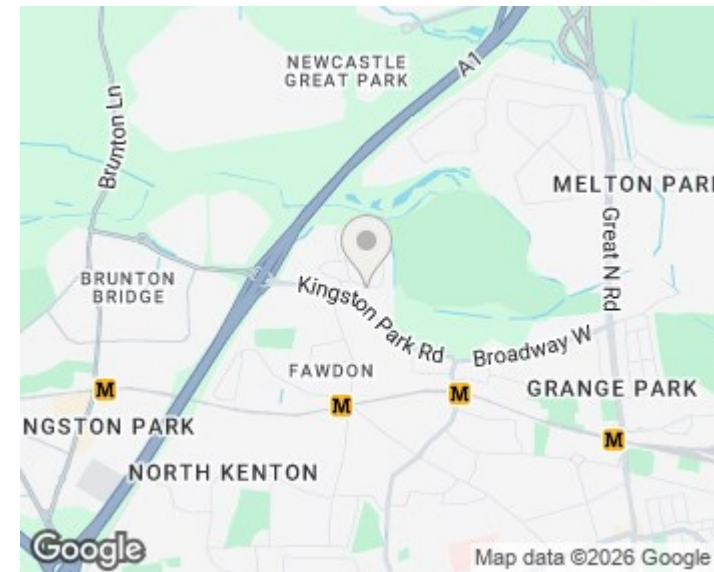 NEWCASTLE
GREAT PARK
A1
Brunton Ln
MELTON PARK
Great N Rd
BRUNTON
BRIDGE
Kingston Park Rd
Broadway W
FAWDON
GRANGE PARK
M
M
M
M
NGSTON PARK
NORTH KENTON
Google
Map data ©2026 Google